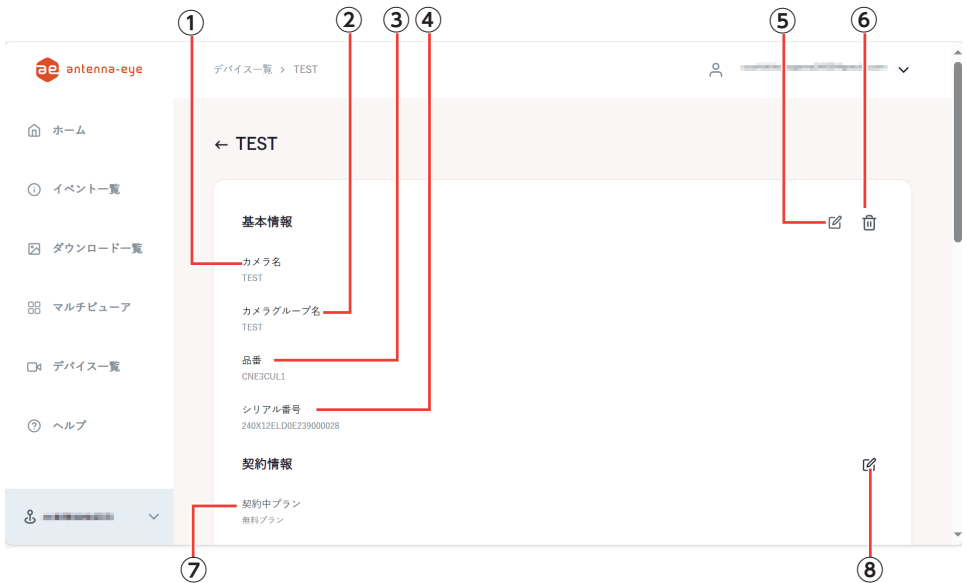 ① ② ③ ④ ⑤ ⑥
ae antenna-eye
デバイス一覧 > TEST
ホーム
イベント一覧
ダウンロード一覧
マルチビューア
デバイス一覧
ヘルプ
← TEST
基本情報
カメラ名
TEST
カメラグループ名
TEST
品番
CNE3CUL1
シリアル番号
240X12ELD0E239000028
契約情報
契約中プラン
無料プラン
⑦ ⑧